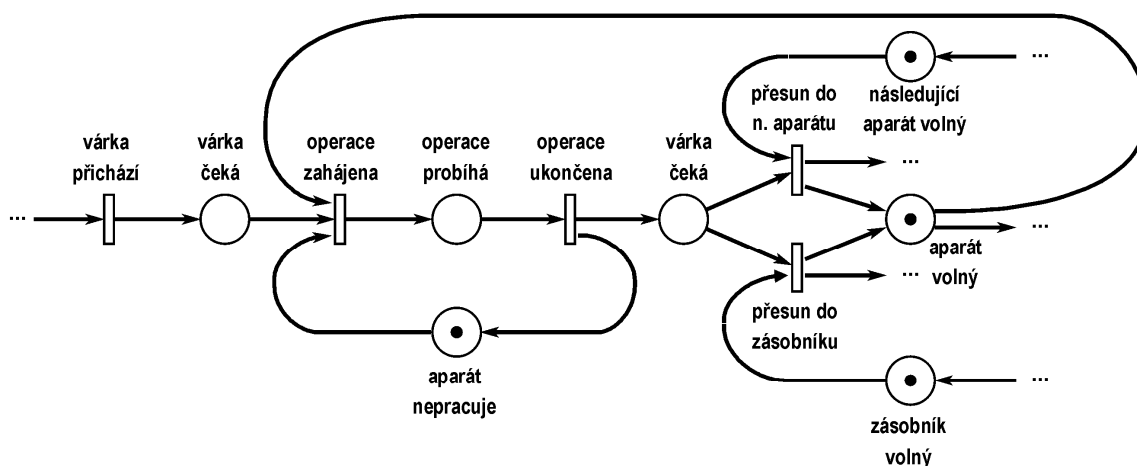 přesun do
n. aparátu
následující
aparát volný
...
várka
přichází
várka
čeká
operace
zahájena
operace
probíhá
operace
ukončena
várka
čeká
...
...
aparát
volný
...
...
přesun do
zásobníku
aparát
nepracuje
...
zásobník
volný